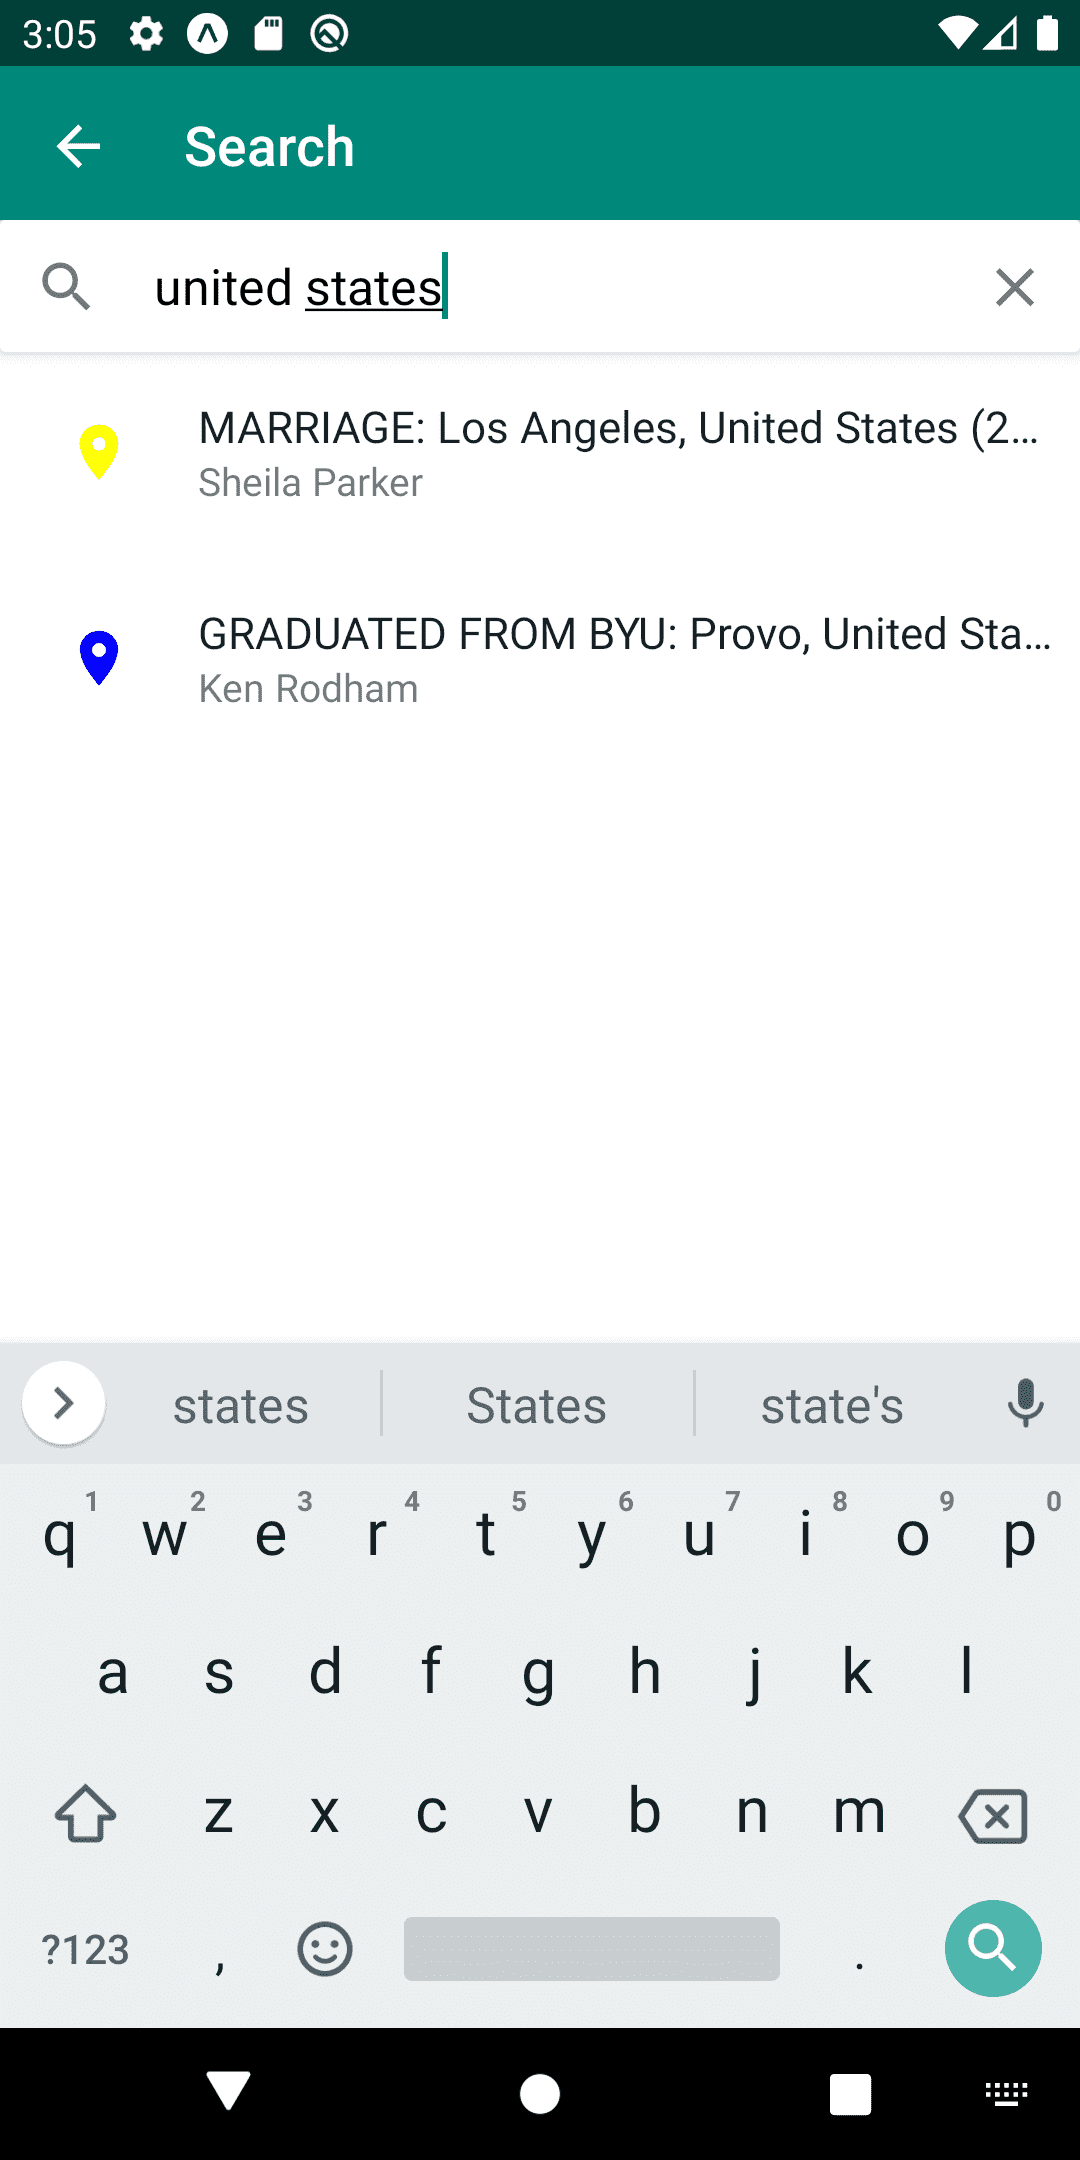 3:05
Search
united states
MARRIAGE: Los Angeles, United States (2...
Sheila Parker
GRADUATED FROM BYU: Provo, United Sta...
Ken Rodham
states States state's
1 2 3 4 5 6 7 8 9 0
q w e r t y u i o p
a s d f g h j k l
z x c v b n m
?123 , .